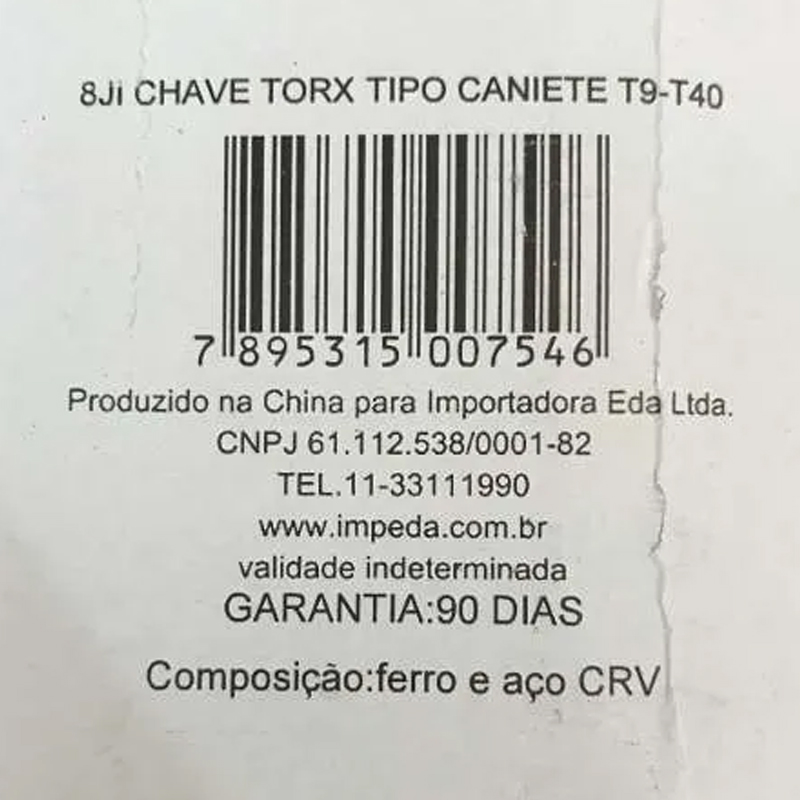 8Ji CHAVE TORX TIPO CANIETE T9-T40
7 895315 007546
Produzido na China para Importadora Eda Ltda.
CNPJ 61.112.538/0001-82
TEL.11-33111990
www.impeda.com.br
validade indeterminada
GARANTIA:90 DIAS
Composição:ferro e aço CRV